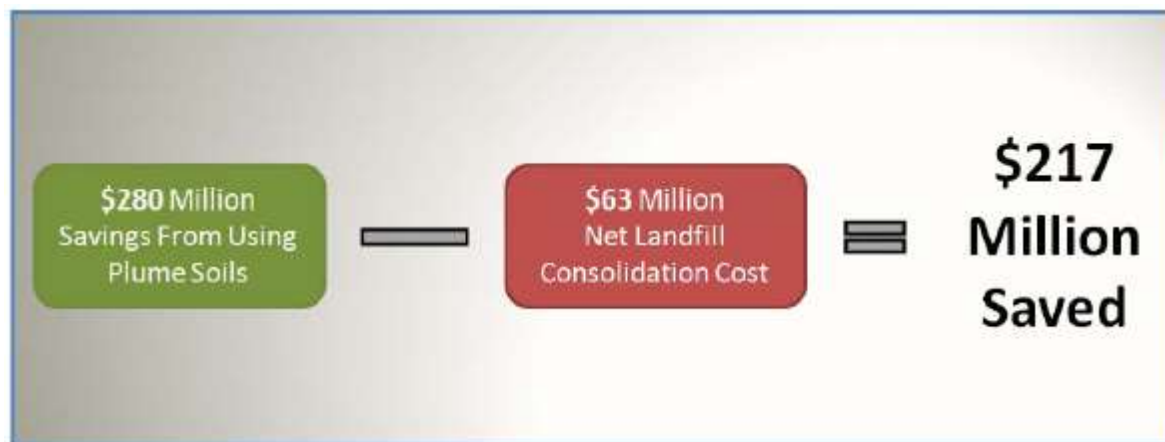 $280 Million
Savings From Using
Plume Soils
$63 Million
Net Landfill
Consolidation Cost
$217
Million
Saved